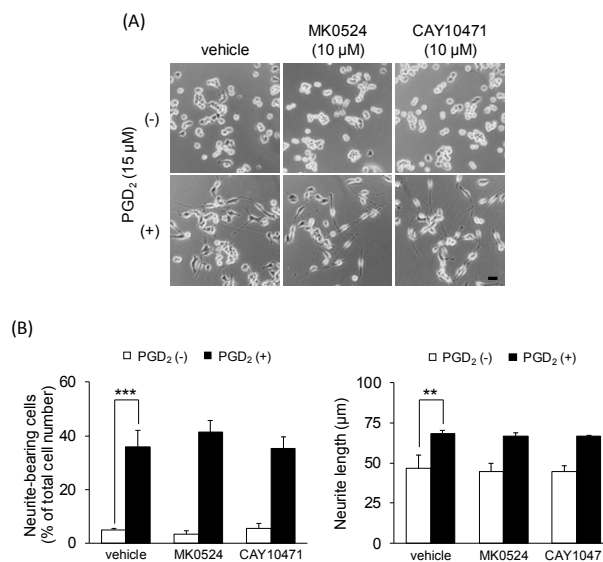 (A)
vehicle
MK0524
(10 μM)
CAY10471
(10 μM)
PGD₂ (15 μM)
(-)
(+)
(B)
PGD₂ (-) PGD₂ (+)
Neurite-bearing cells
(% of total cell number)
60
40
20
0
***
vehicle MK0524 CAY10471
PGD₂ (-) PGD₂ (+)
Neurite length (μm)
100
75
50
25
0
**
vehicle MK0524 CAY1047